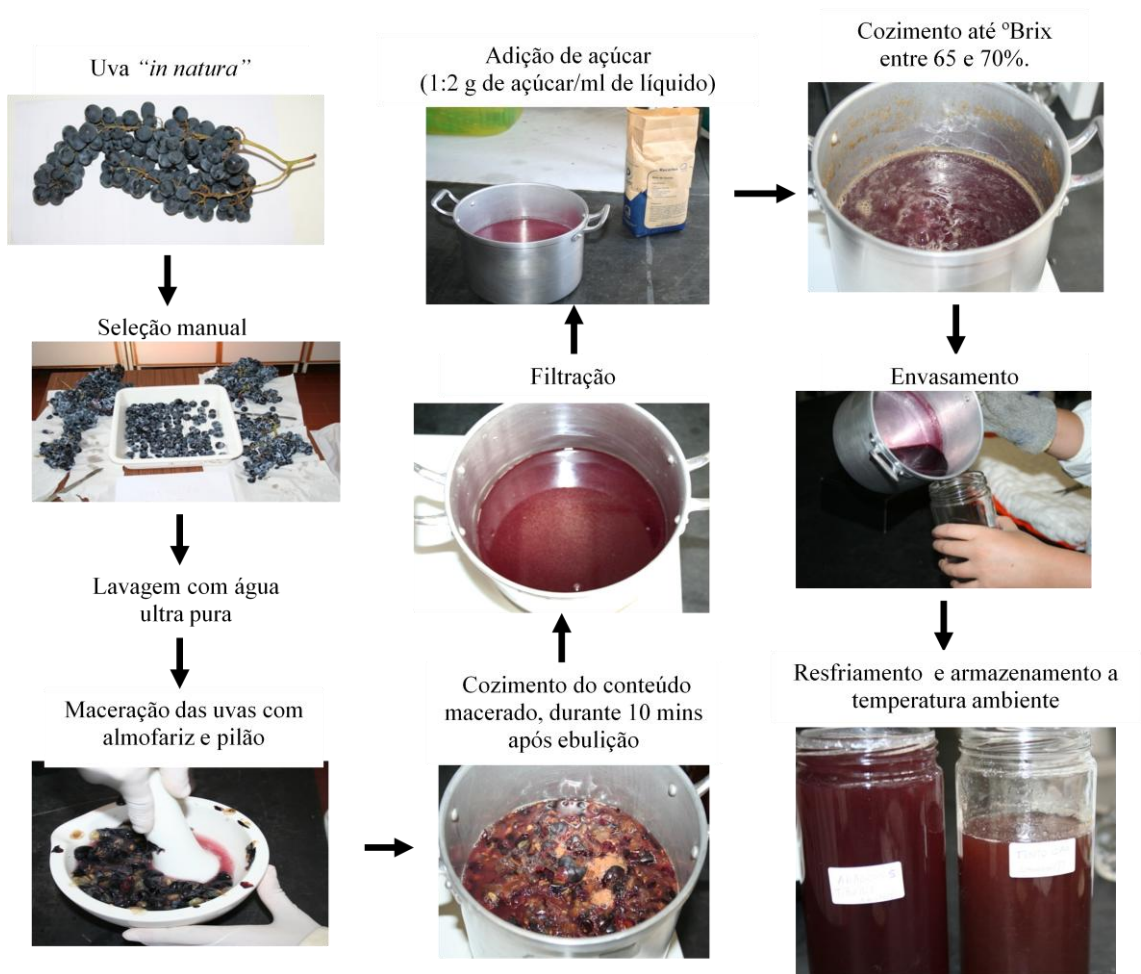 Uva “in natura”
Seleção manual
Lavagem com água
ultra pura
Maceração das uvas com
almofariz e pilão
Cozimento do conteúdo
macerado, durante 10 mins
após ebulição
Filtração
Adição de açúcar
(1:2 g de açúcar/ml de líquido)
Cozimento até ºBrix
entre 65 e 70%.
Envasamento
Resfriamento e armazenamento a
temperatura ambiente